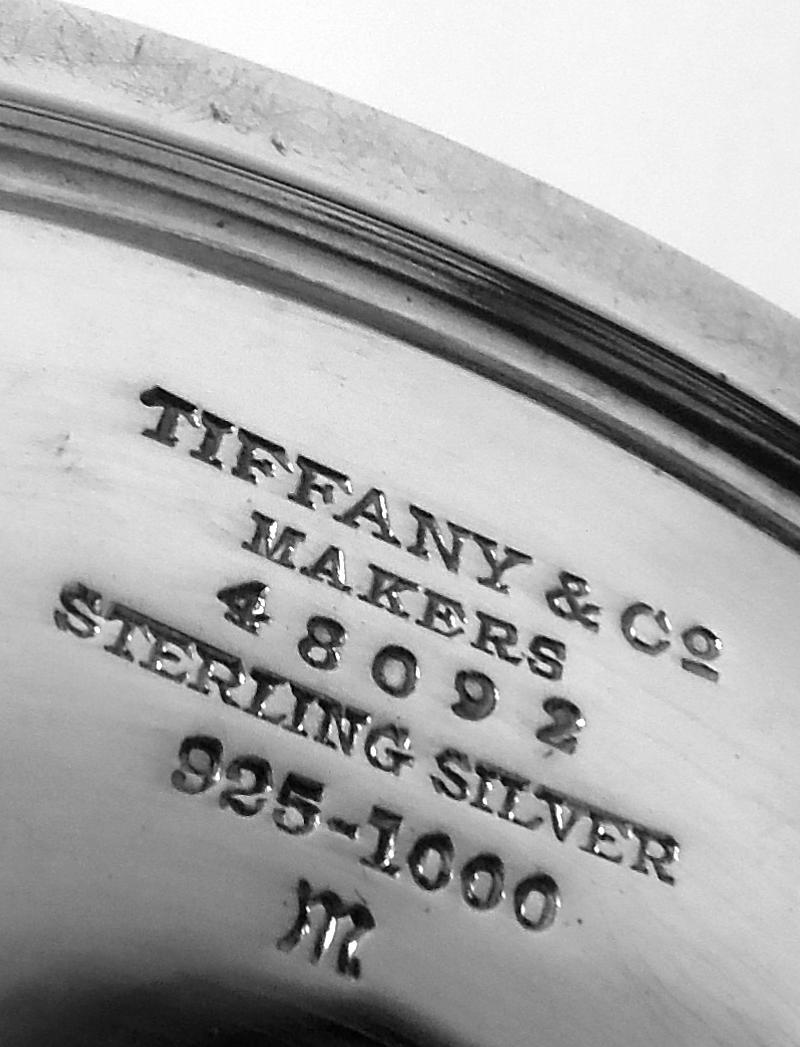 TIFFANY & Cº
MAKERS
48092
STERLING SILVER
925-1000
M